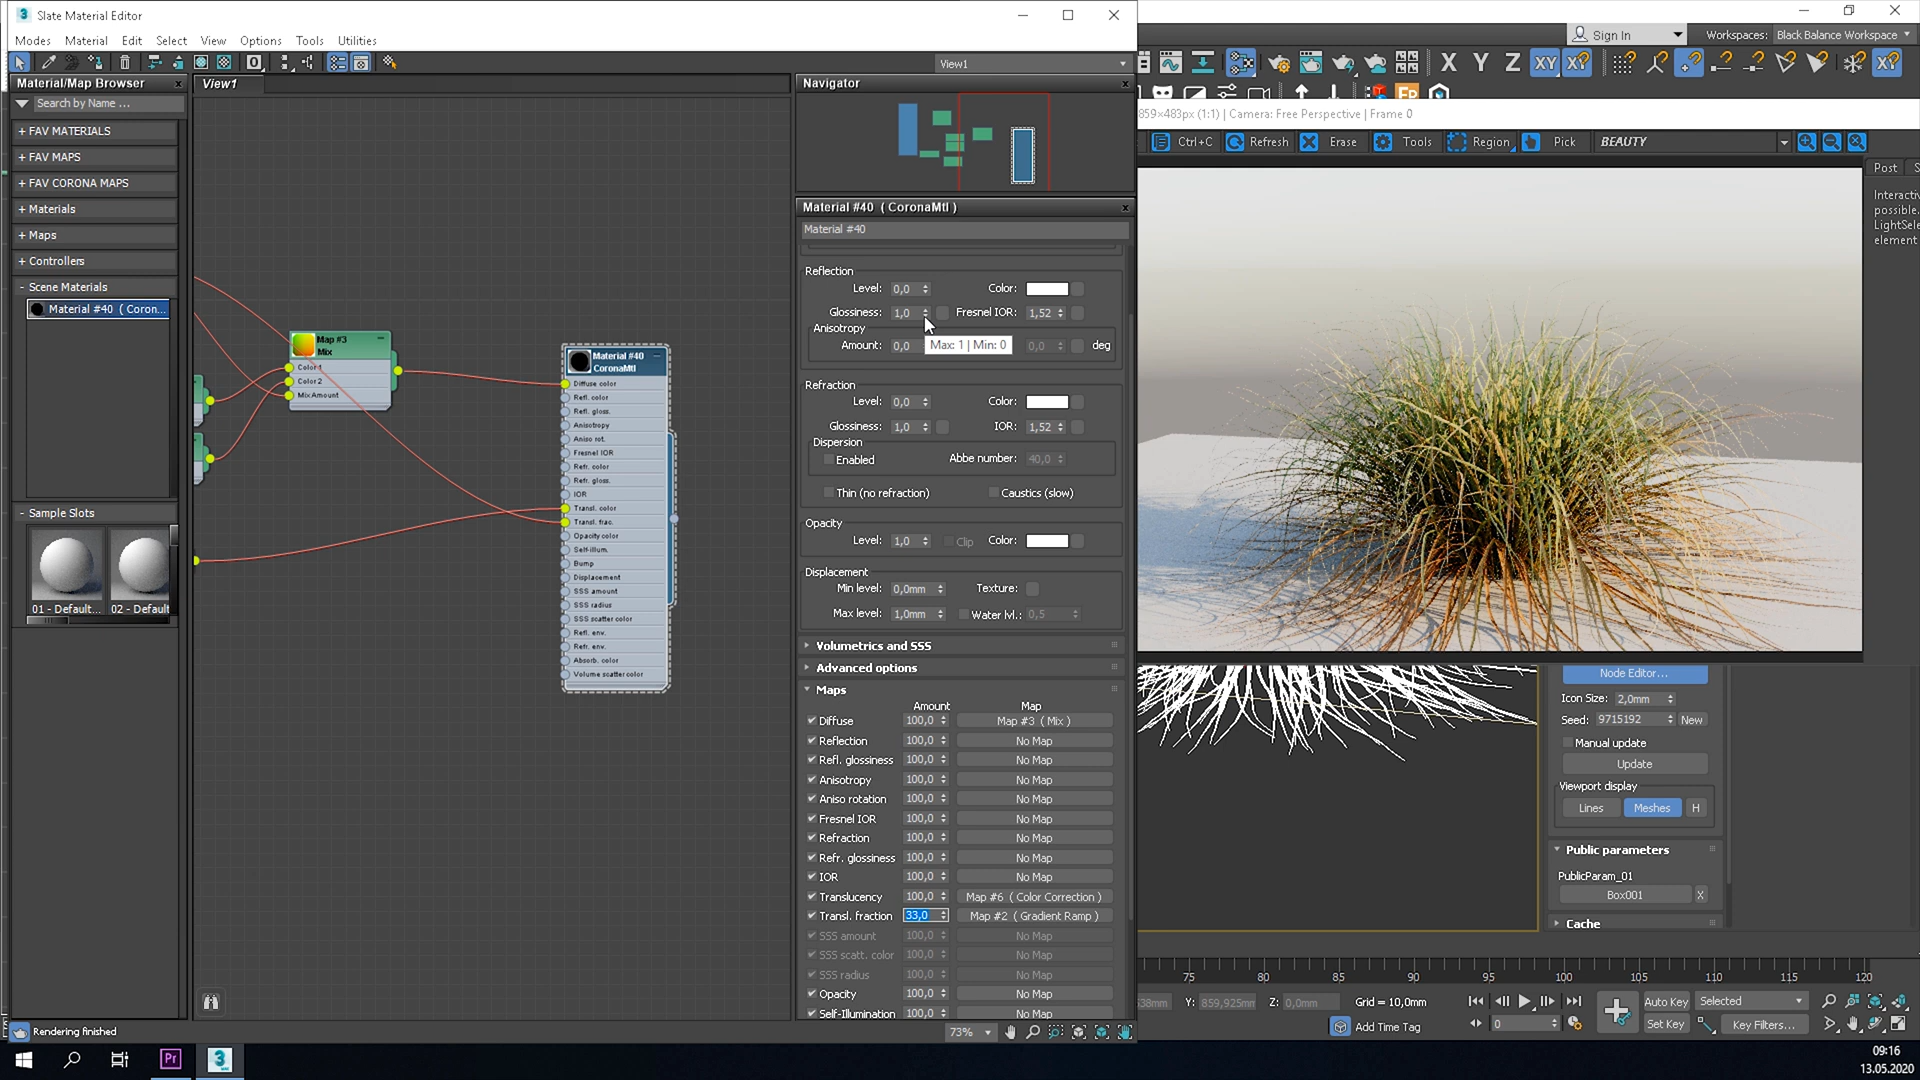 Slate Material Editor
Modes Material Edit Select View Options Tools Utilities
View1
Material/Map Browser
Search by Name ...
+ FAV MATERIALS
+ FAV MAPS
+ FAV CORONA MAPS
+ Materials
+ Maps
+ Controllers
- Scene Materials
Material #40 ( Coron...
- Sample Slots
01 - Default... 02 - Default
Rendering finished
View1
Map #3
Mix
Color 1
Color 2
Mix Amount
Material #40
CoronaMtl
Diffuse color
Refl. color
Refl. gloss.
Anisotropy
Aniso rot.
Fresnel IOR
Refr. color
Refr. gloss.
IOR
Transl. color
Transl. frac.
Opacity color
Self-illum.
Bump
Displacement
SSS amount
SSS radius
SSS scatter color
Refl. env.
Refr. env.
Absorb. color
Volume scatter color
Navigator
Material #40 ( CoronaMtl )
Material #40
Reflection
Level: 0,0 Color:
Glossiness: 1,0 Fresnel IOR: 1,52
Anisotropy
Amount: 0,0 0,0 deg
Max: 1 | Min: 0
Refraction
Level: 0,0 Color:
Glossiness: 1,0 IOR: 1,52
Dispersion
Enabled Abbe number: 40,0
Thin (no refraction) Caustics (slow)
Opacity
Level: 1,0 Clip Color:
Displacement
Min level: 0,0mm Texture:
Max level: 1,0mm Water lvl.: 0,5
Volumetrics and SSS
Advanced options
Maps
Amount Map
Diffuse 100,0 Map #3 ( Mix )
Reflection 100,0 No Map
Refl. glossiness 100,0 No Map
Anisotropy 100,0 No Map
Aniso rotation 100,0 No Map
Fresnel IOR 100,0 No Map
Refraction 100,0 No Map
Refr. glossiness 100,0 No Map
IOR 100,0 No Map
Translucency 100,0 Map #6 ( Color Correction )
Transl. fraction 33,0 Map #2 ( Gradient Ramp )
SSS amount 100,0 No Map
SSS scatt. color 100,0 No Map
SSS radius 100,0 No Map
Opacity 100,0 No Map
Self-Illumination 100,0 No Map
73%
Sign In Workspaces: Black Balance Workspace
X Y Z XY XY XY
859×483px (1:1) | Camera: Free Perspective | Frame 0
Ctrl+C Refresh Erase Tools Region Pick BEAUTY
Post
Interactiv
possible.
LightSele
element
Node Editor...
Icon Size: 2,0mm
Seed: 9715192 New
Manual update
Update
Viewport display
Lines Meshes H
Public parameters
PublicParam_01
Box001 X
Cache
75 80 85 90 95 100 105 110 115 120
Y: 859,925mm Z: 0,0mm Grid = 10,0mm
Add Time Tag
0
Auto Key Selected
Set Key Key Filters...
Pr 3
09:16
13.05.2020